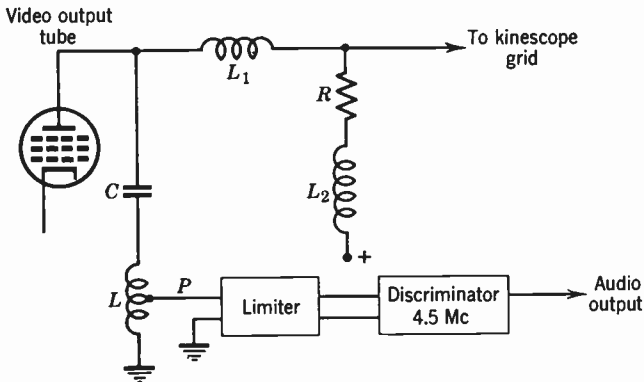 Video output
tube
L1
To kinescope
grid
R
C
L2
+
L
P
Limiter
Discriminator
4.5 Mc
Audio
output